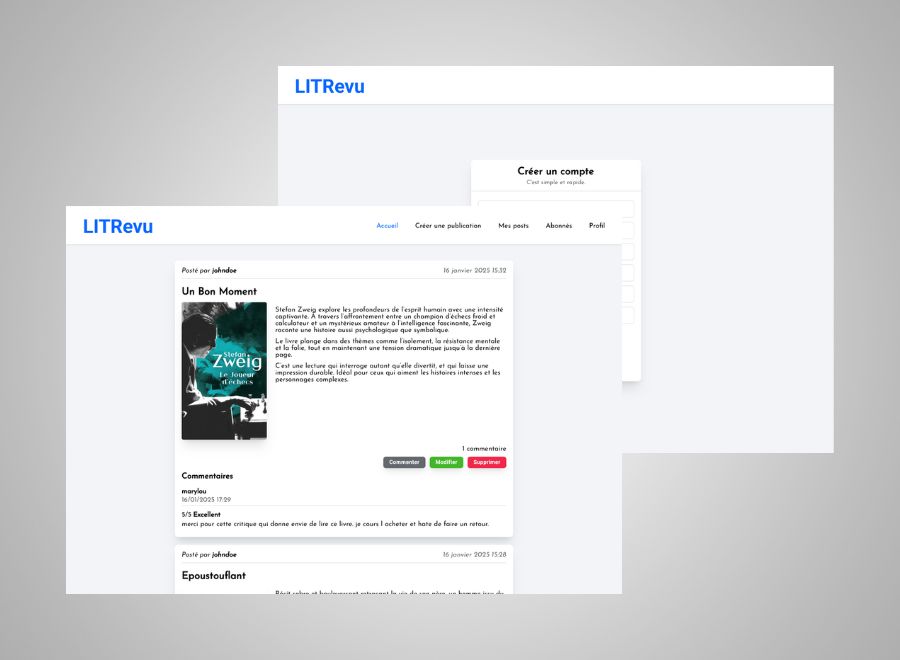 LITRevu
Créer un compte
C'est simple et rapide.
LITRevu
Accueil
Créer une publication
Mes posts
Abonnés
Profil
Posté par johndoe
16 janvier 2025 15:32
Un Bon Moment
Stefan Zweig
Le Joueur
d'échecs
Stefan Zweig explore les profondeurs de l'esprit humain avec une intensité
captivante. À travers l'affrontement entre un champion d'échecs froid et
calculateur et un mystérieux amateur à l'intelligence fascinante, Zweig
raconte une histoire aussi psychologique que symbolique.
Le livre plonge dans des thèmes comme l'isolement, la résistance mentale
et la folie, tout en maintenant une tension dramatique jusqu'à la dernière
page.
C'est une lecture qui interroge autant qu'elle divertit, et qui laisse une
impression durable. Idéal pour ceux qui aiment les histoires intenses et les
personnages complexes.
1 commentaire
Commenter
Modifier
Supprimer
Commentaires
marylou
16/01/2025 17:29
5/5 Excellent
merci pour cette critique qui donne envie de lire ce livre. je cours l acheter et hate de faire un retour.
Posté par johndoe
16 janvier 2025 15:28
Epoustouflant